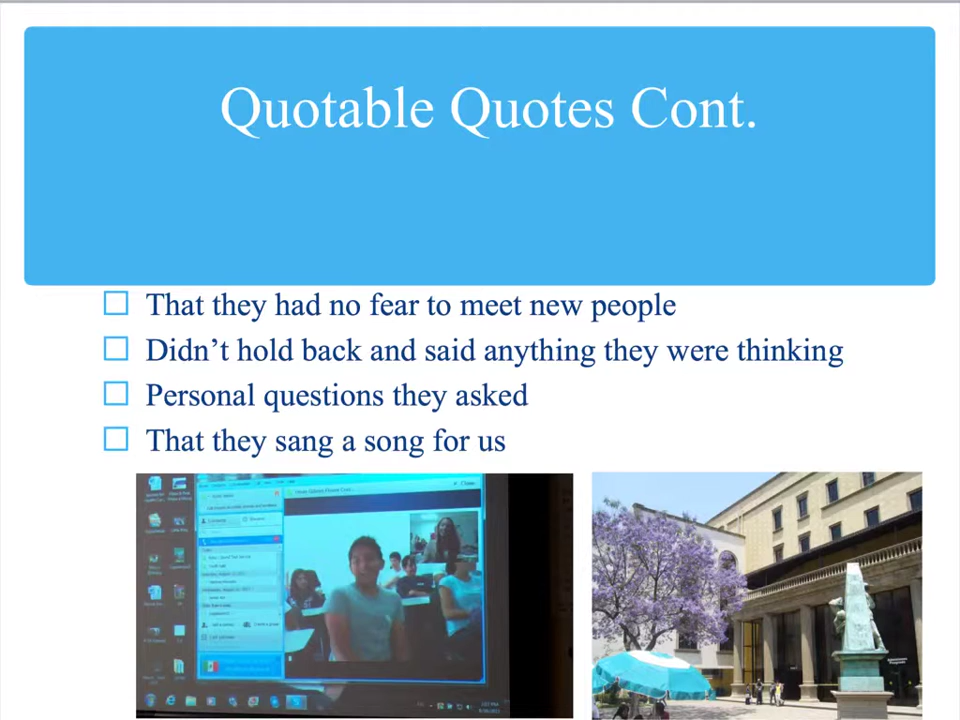 Quotable Quotes Cont.
That they had no fear to meet new people
Didn’t hold back and said anything they were thinking
Personal questions they asked
That they sang a song for us